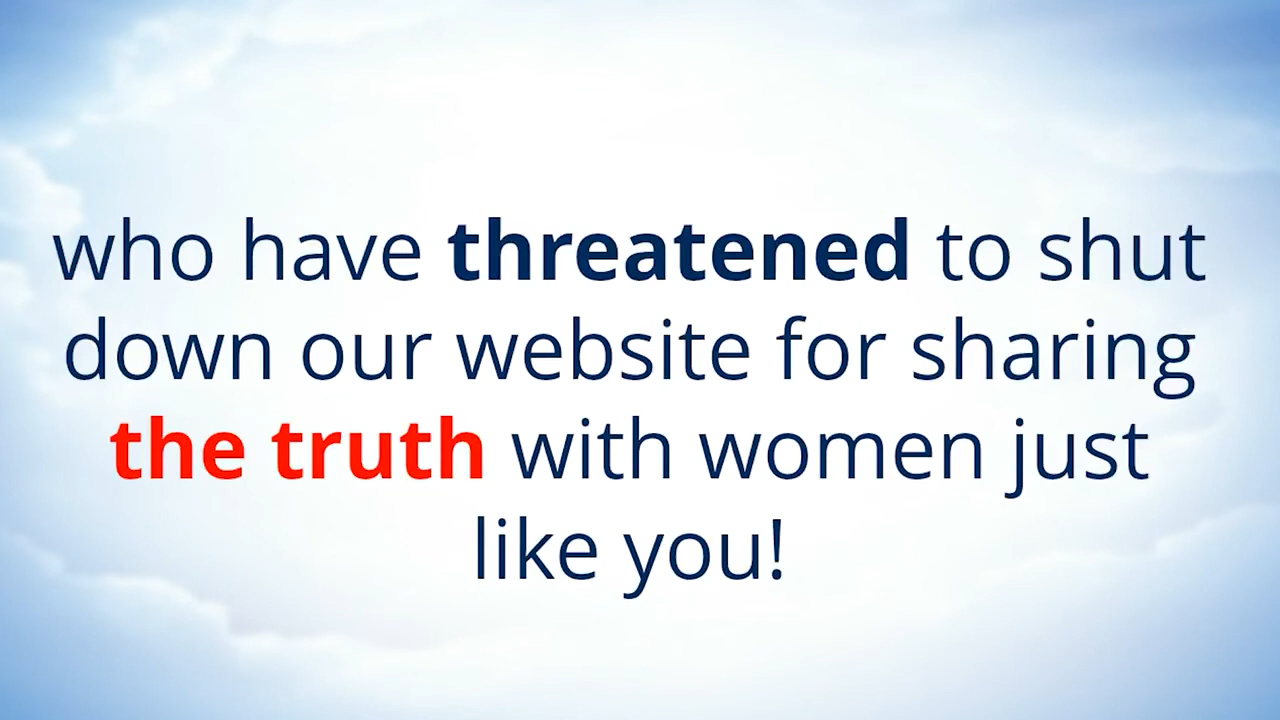 who have threatened to shut
down our website for sharing
the truth with women just
like you!